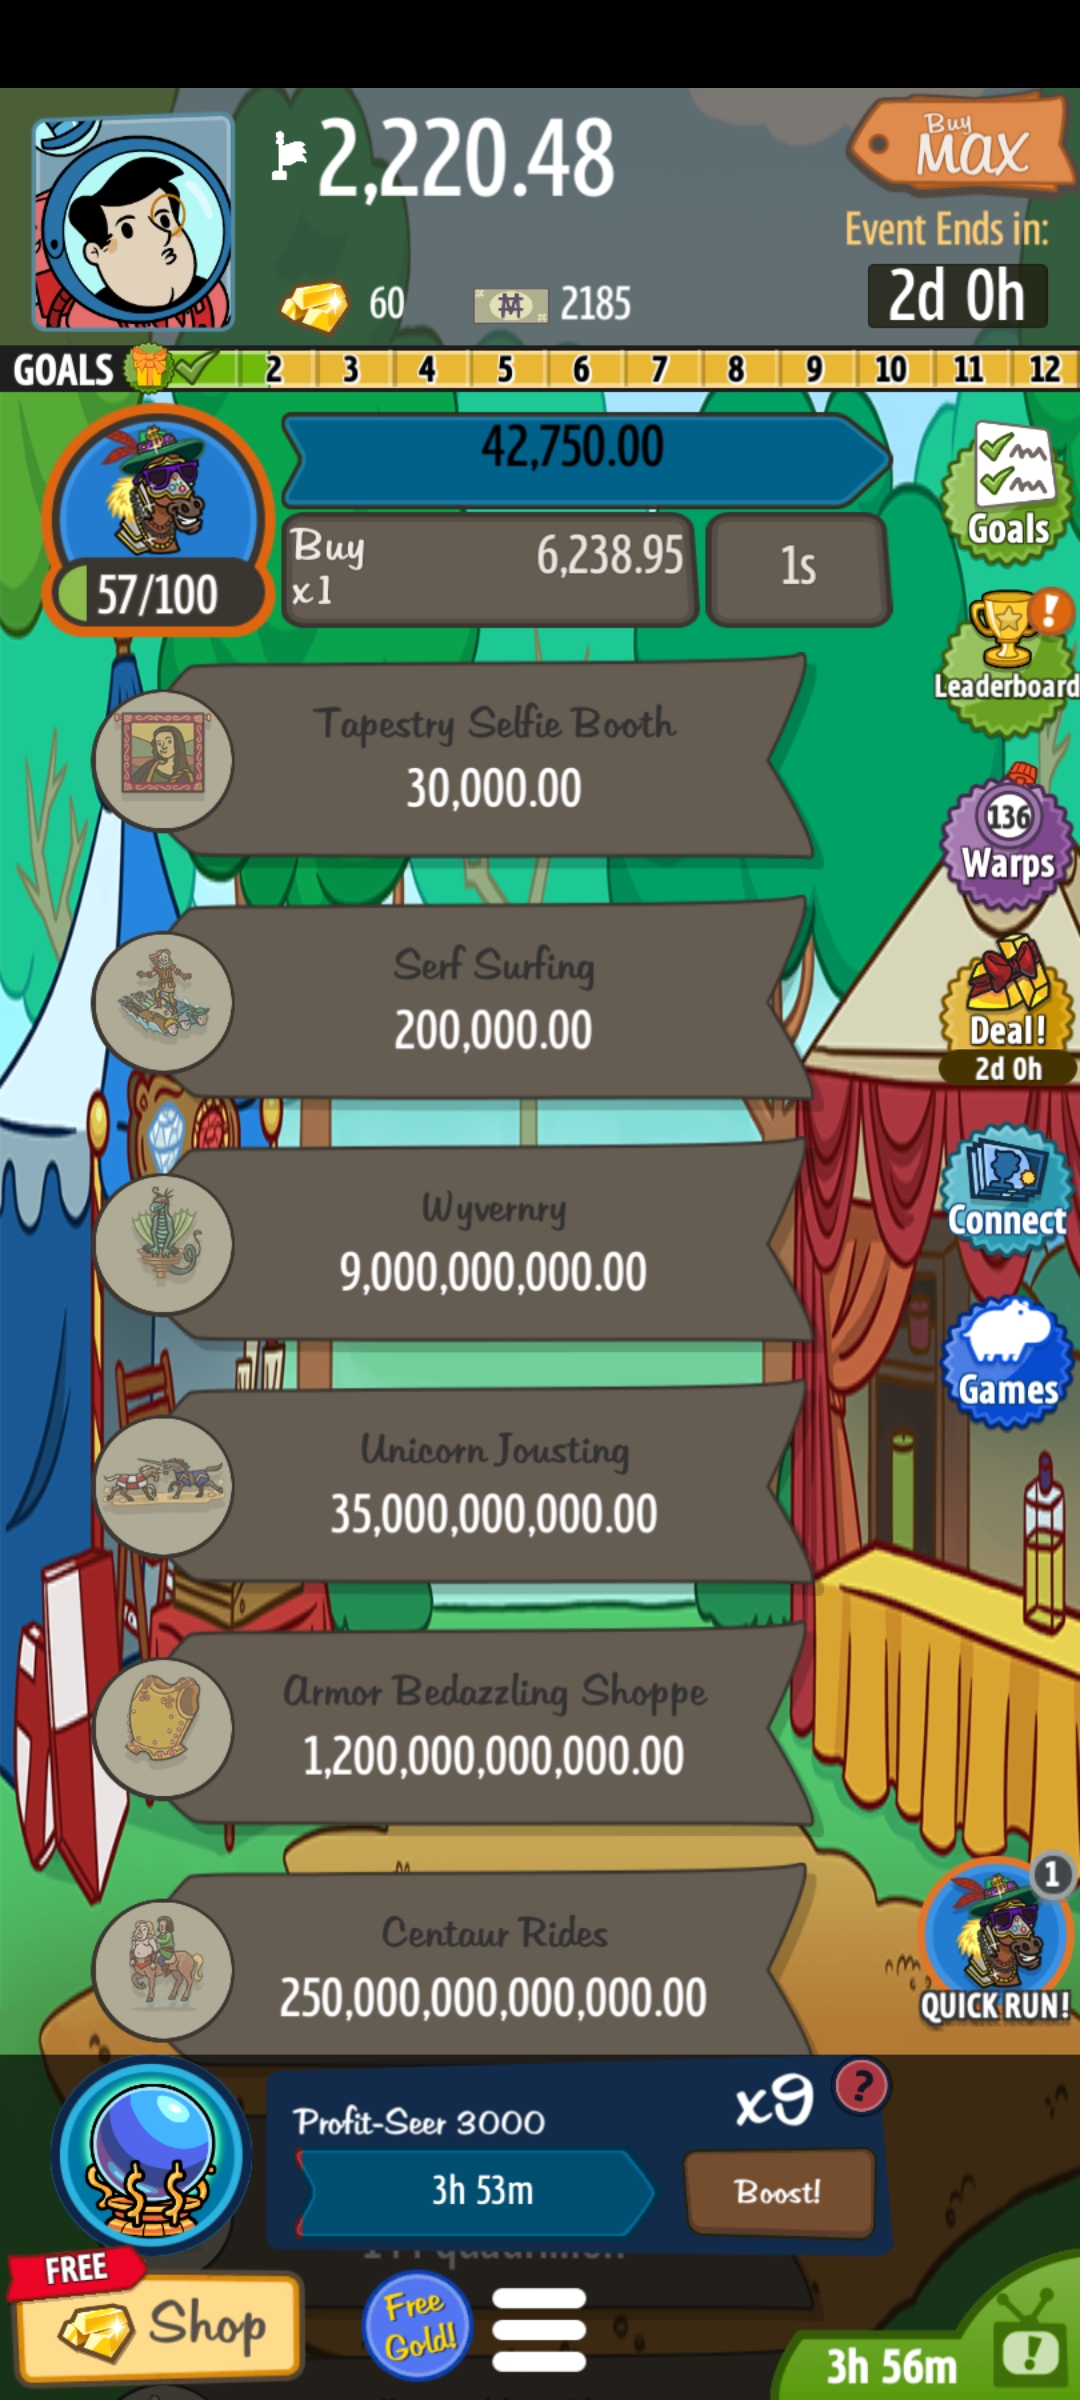 2,220.48
Buy
MAX
Event Ends in:
60
2185
2d 0h
GOALS 2 3 4 5 6 7 8 9 10 11 12
42,750.00
Buy
x1
6,238.95
1s
57/100
Goals
Leaderboard
Tapestry Selfie Booth
30,000.00
136
Warps
Serf Surfing
200,000.00
Deal!
2d 0h
Wyvernry
9,000,000,000.00
Connect
Games
Unicorn Jousting
35,000,000,000.00
Armor Bedazzling Shoppe
1,200,000,000,000.00
Centaur Rides
250,000,000,000,000.00
1
QUICK RUN!
Profit-Seer 3000
x9
?
3h 53m
Boost!
FREE
Shop
Free
Gold!
3h 56m